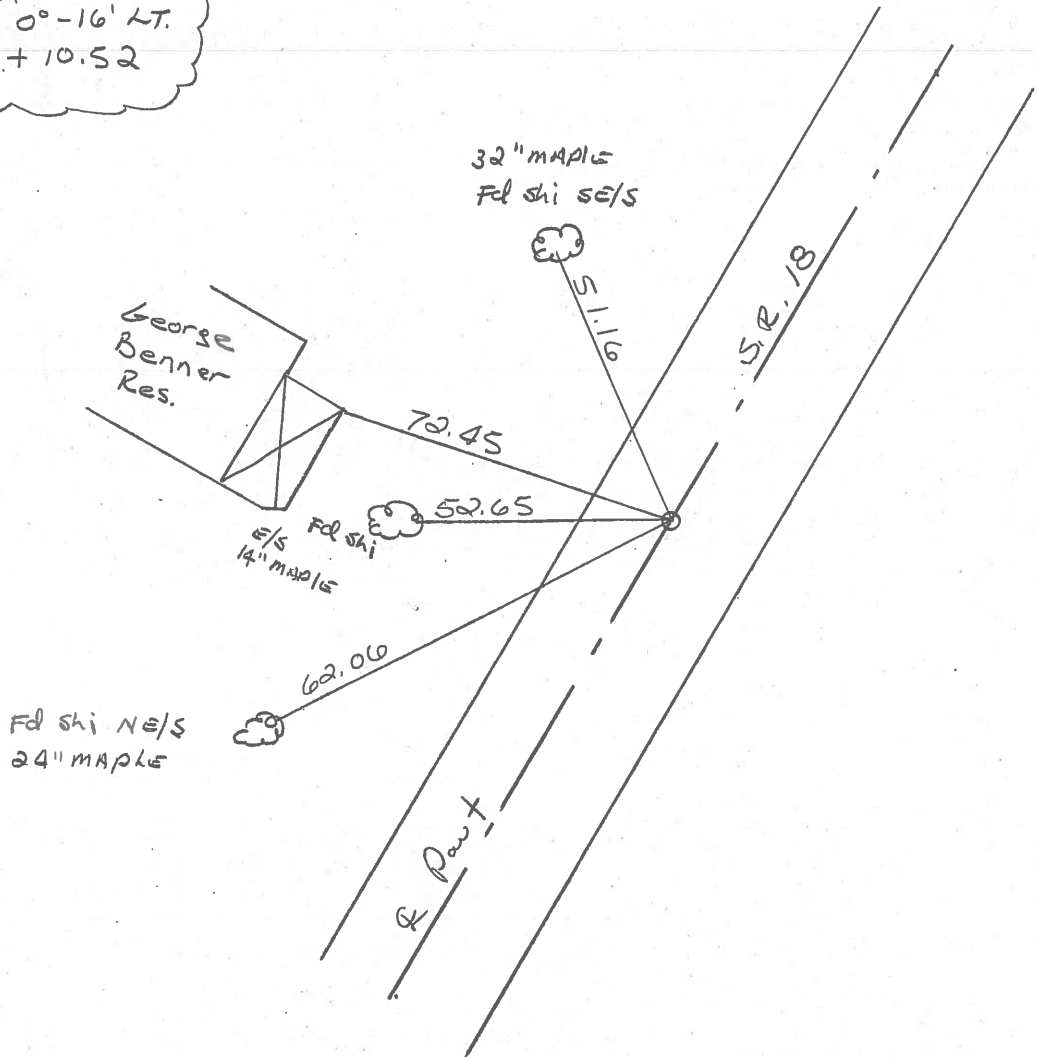 0°-16' LT.
+ 10.52
32" MAPLE
Fd shi SE/S
51.16
S.R. 18
George
Benner
Res.
72.45
52.65
Fd shi
E/S
14" MAPLE
62.06
Fd shi NE/S
24" MAPLE
℄ Pav't